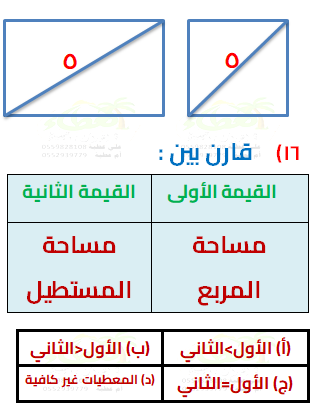 ٥ ٥
١٦) قارن بين :
القيمة الأولى القيمة الثانية
مساحة مساحة
المربع المستطيل
(أ) الأول>الثاني (ب) الأول<الثاني
(ج) الأول=الثاني (د) المعطيات غير كافية